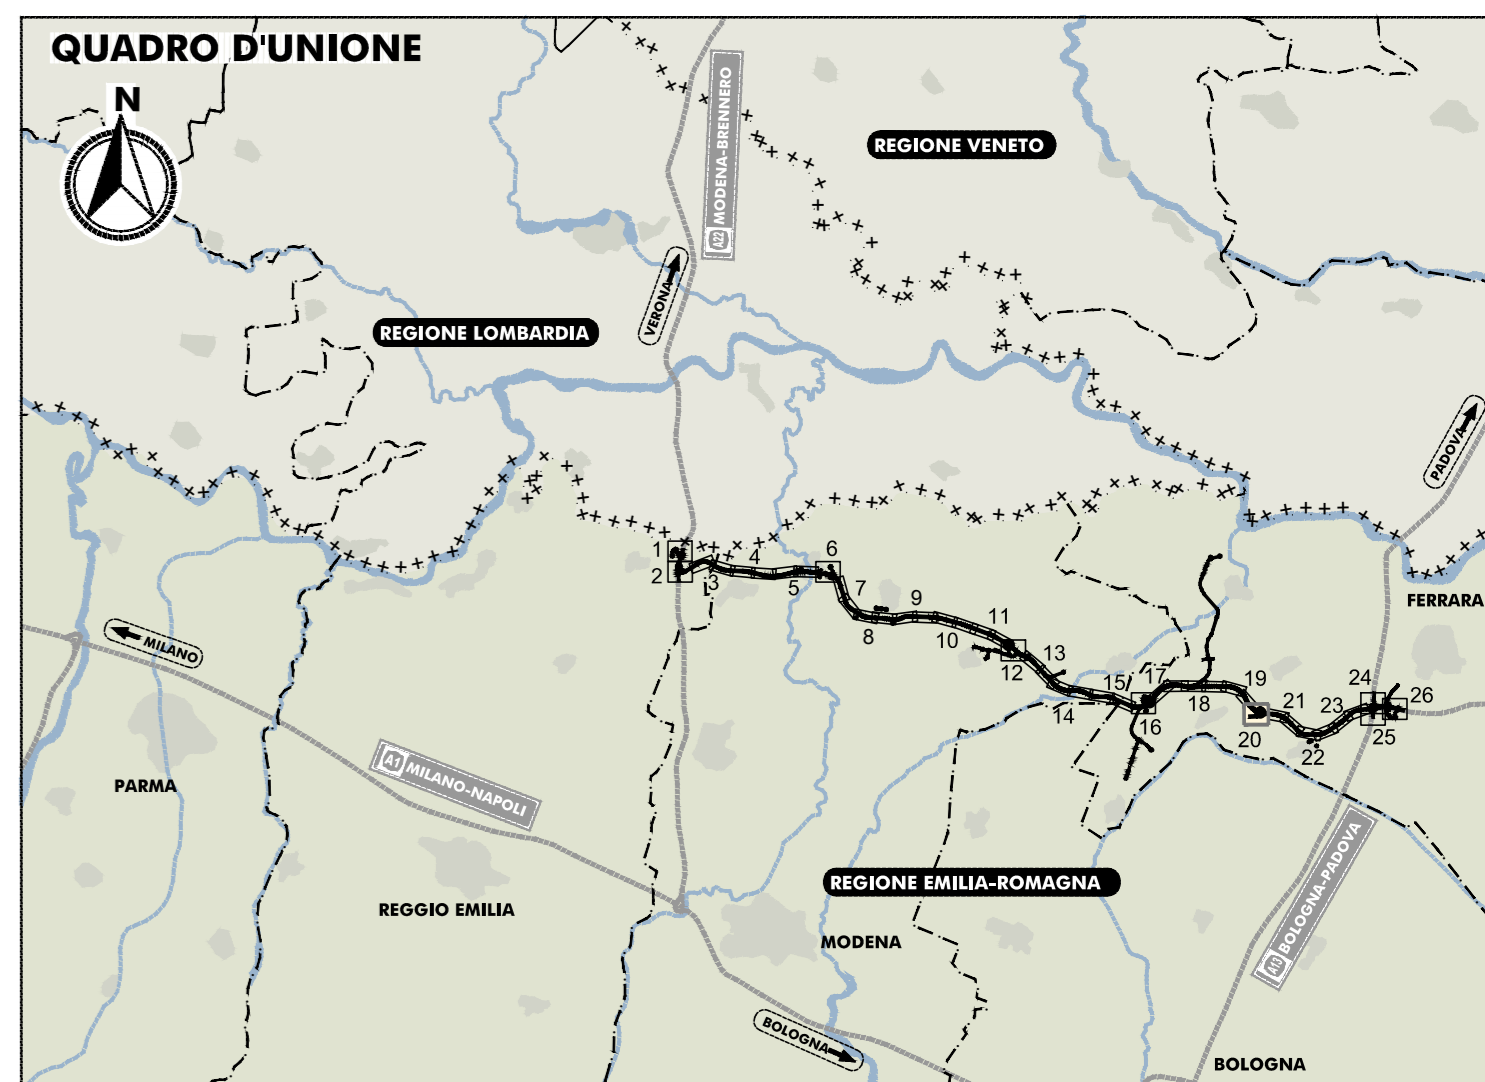 QUADRO D'UNIONE
N
A22 MODENA-BRENNERO
REGIONE VENETO
VERONA
REGIONE LOMBARDIA
PADOVA
1
2
3
4
5
6
7
8
9
10
11
12
13
14
15
16
17
18
19
20
21
22
23
24
25
26
FERRARA
MILANO
A1 MILANO-NAPOLI
PARMA
REGGIO EMILIA
REGIONE EMILIA-ROMAGNA
MODENA
A13 BOLOGNA-PADOVA
BOLOGNA
BOLOGNA